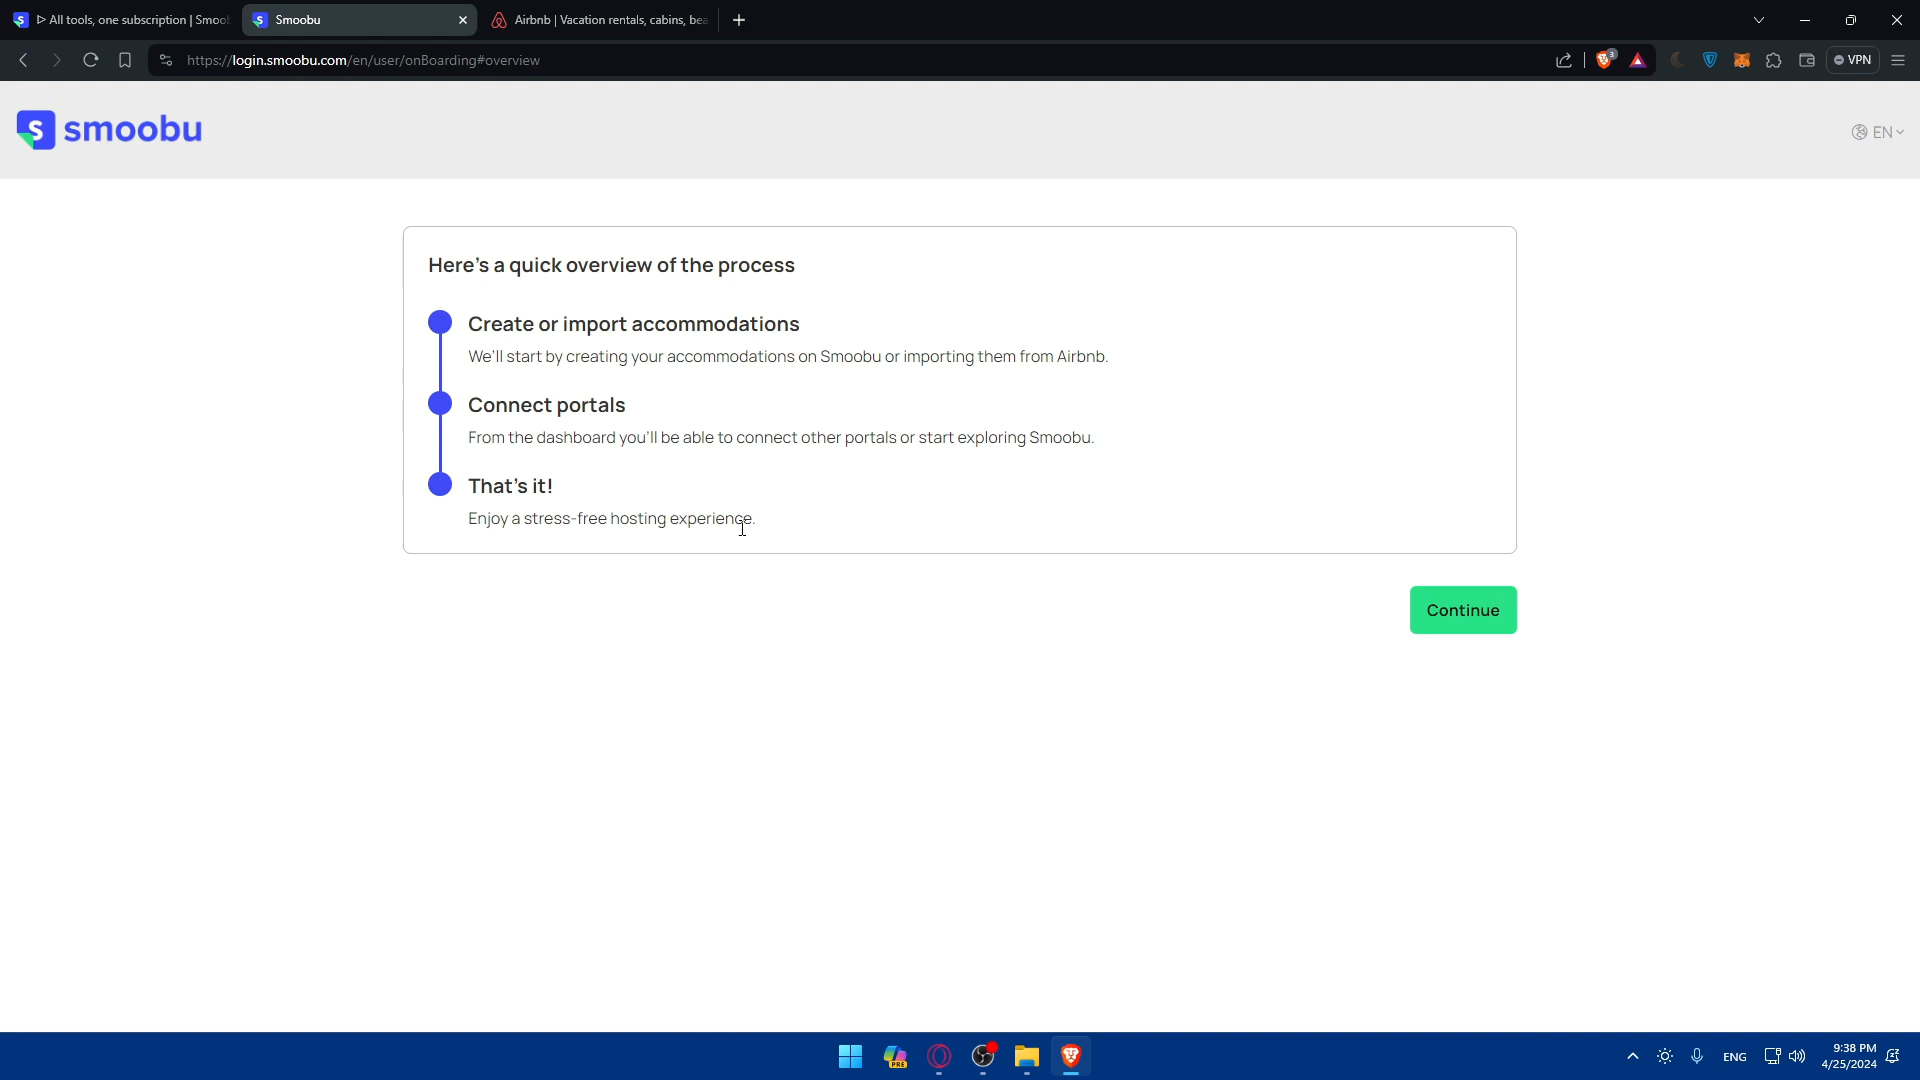 ▷ All tools, one subscription | Smoob
Smoobu
Airbnb | Vacation rentals, cabins, bea
https://login.smoobu.com/en/user/onBoarding#overview
3
VPN
smoobu
EN
Here's a quick overview of the process
Create or import accommodations
We'll start by creating your accommodations on Smoobu or importing them from Airbnb.
Connect portals
From the dashboard you'll be able to connect other portals or start exploring Smoobu.
That's it!
Enjoy a stress-free hosting experience.
Continue
PRE
ENG
9:38 PM
4/25/2024